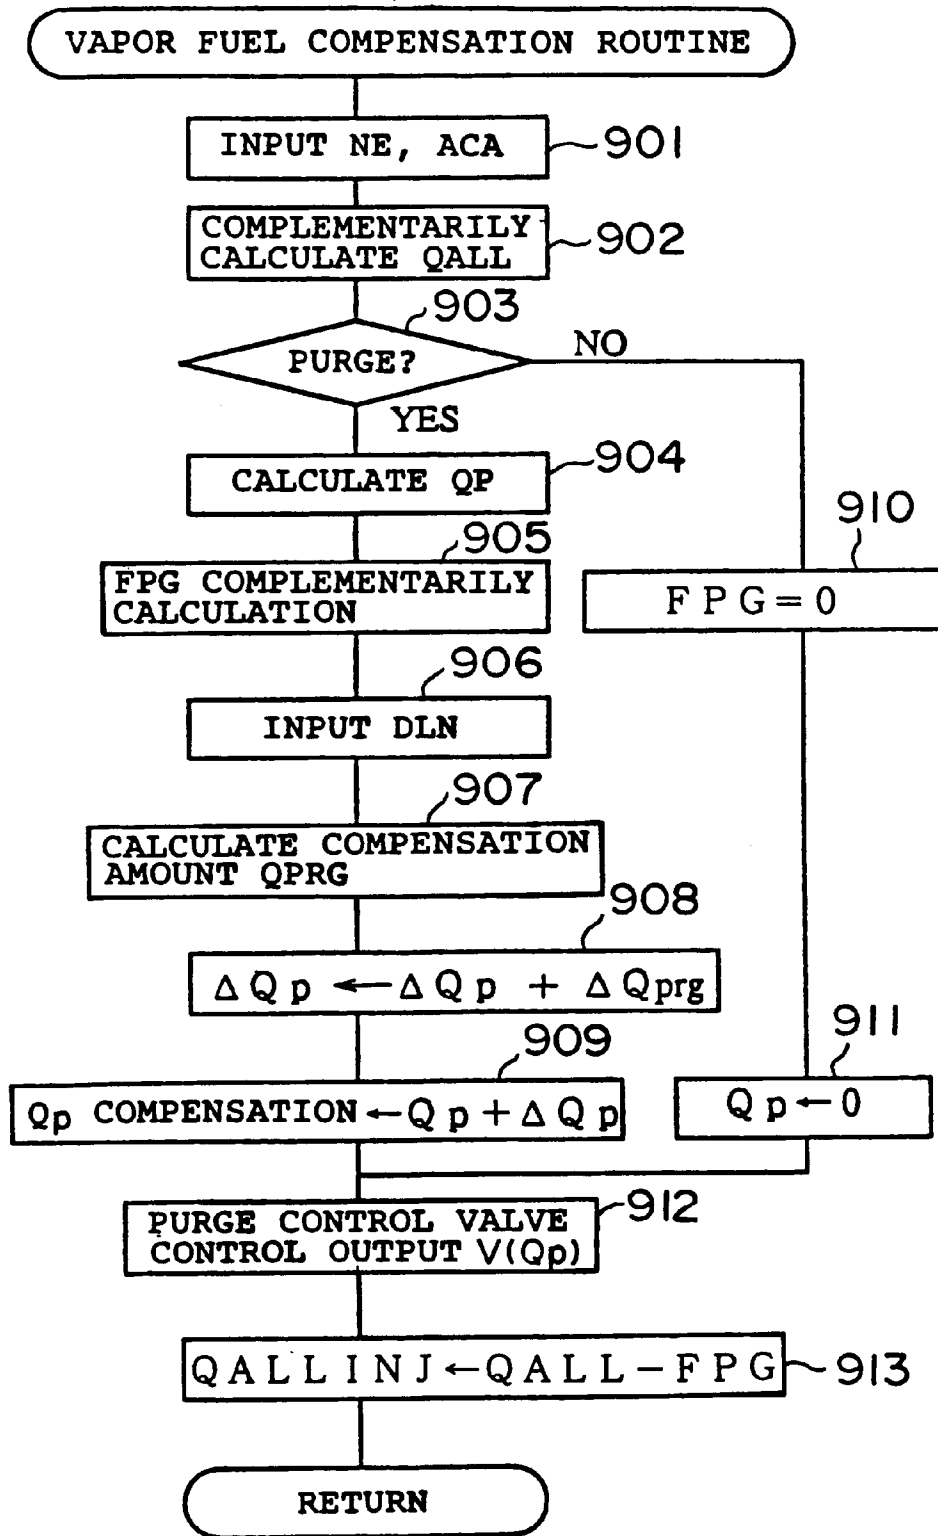 VAPOR FUEL COMPENSATION ROUTINE
INPUT NE, ACA
901
COMPLEMENTARILY
CALCULATE QALL
902
903
PURGE?
NO
YES
CALCULATE QP
904
905
FPG COMPLEMENTARILY
CALCULATION
910
FPG=0
906
INPUT DLN
907
CALCULATE COMPENSATION
AMOUNT QPRG
908
ΔQp ← ΔQp + ΔQprg
909
Qp COMPENSATION ← Qp + ΔQp
911
Qp ← 0
PURGE CONTROL VALVE
CONTROL OUTPUT V(Qp)
912
QALLINJ ← QALL − FPG
913
RETURN